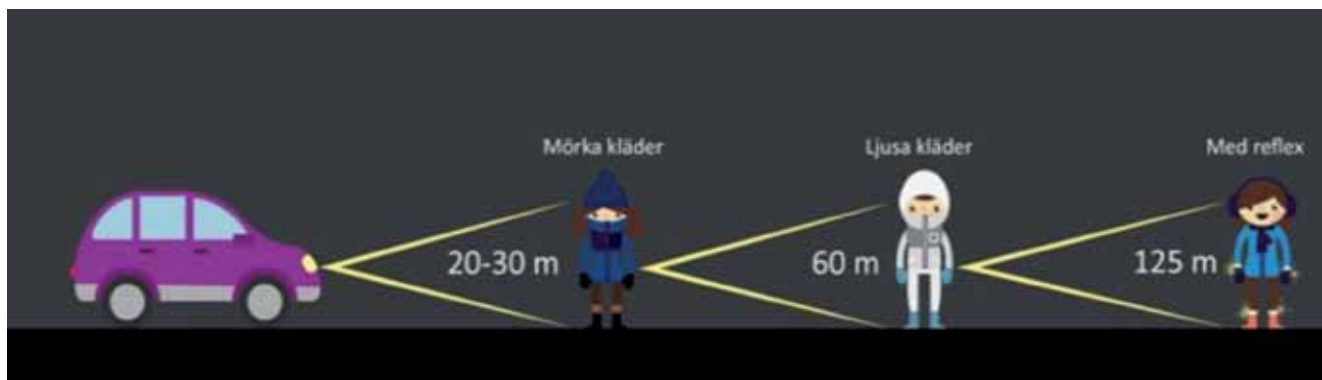 Mörka kläder
Ljusa kläder
Med reflex
20-30 m
60 m
125 m